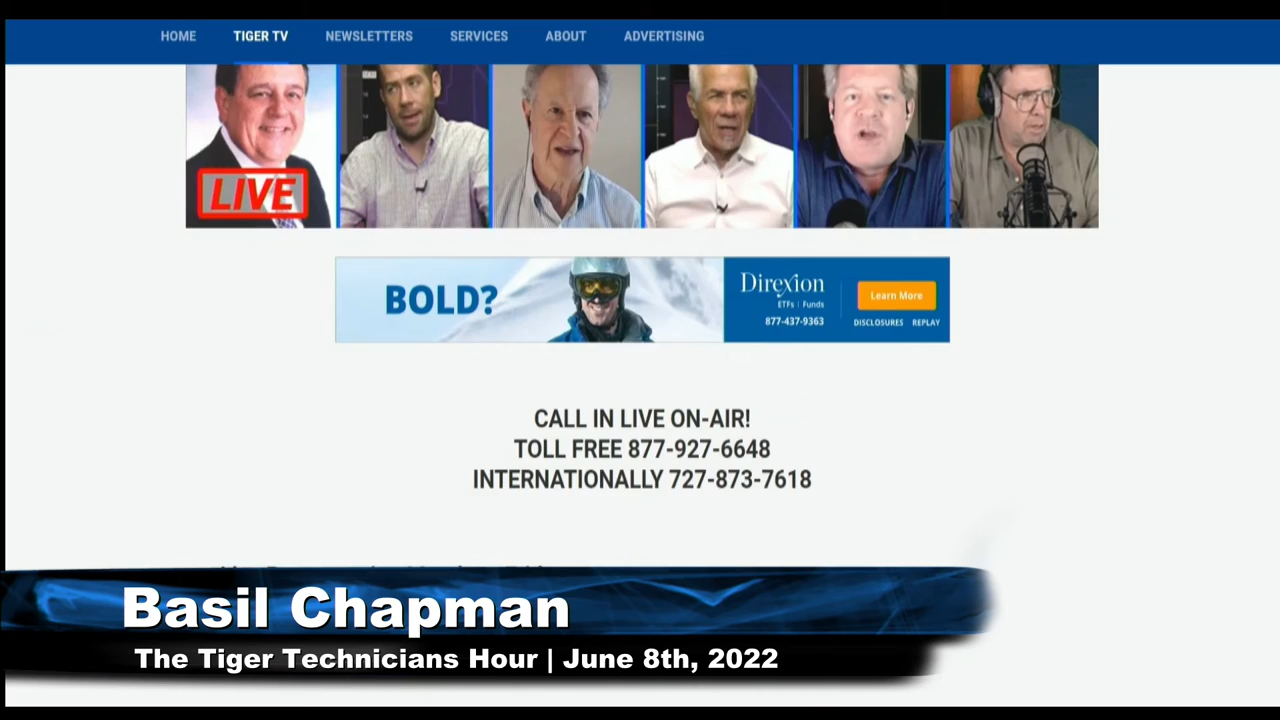 HOME TIGER TV NEWSLETTERS SERVICES ABOUT ADVERTISING
LIVE
BOLD?
Direxion
ETFs | Funds
877-437-9363
Learn More
DISCLOSURES REPLAY
CALL IN LIVE ON-AIR!
TOLL FREE 877-927-6648
INTERNATIONALLY 727-873-7618
Basil Chapman
The Tiger Technicians Hour | June 8th, 2022